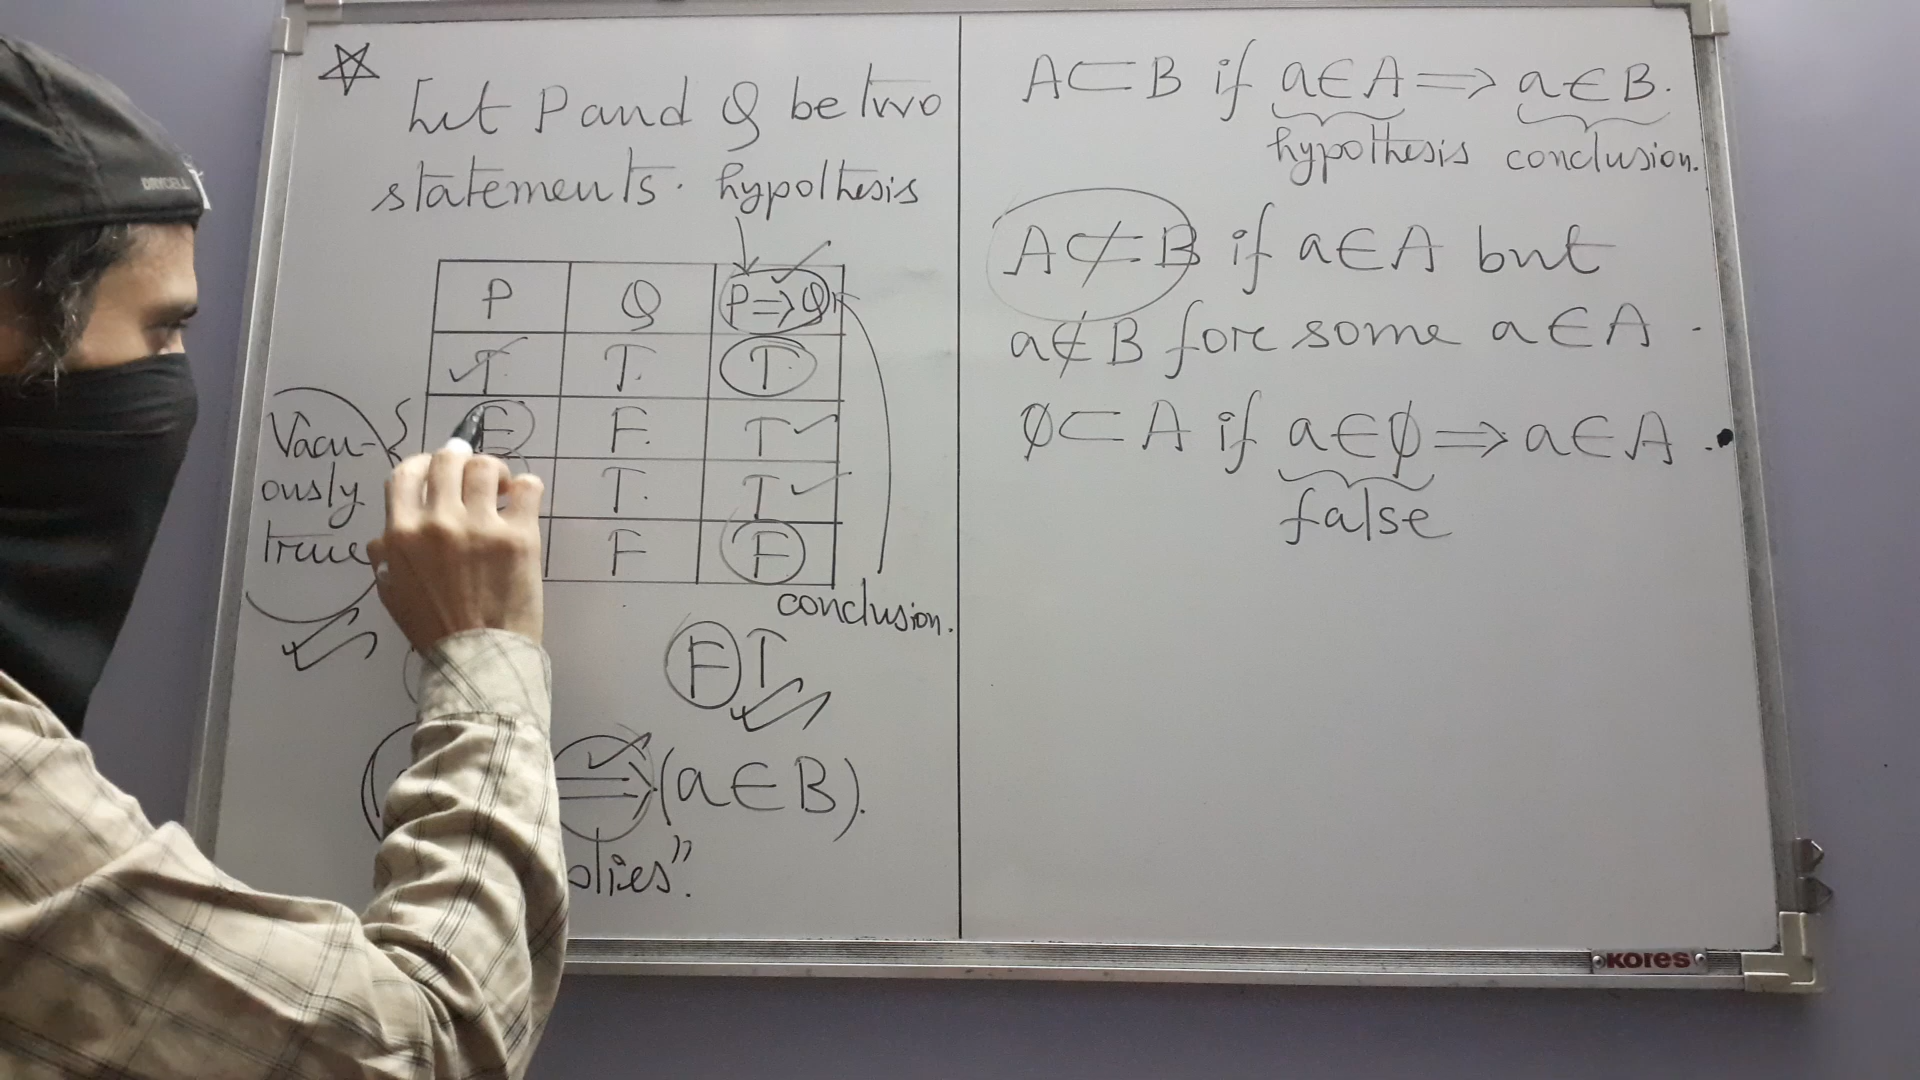 Let P and Q be two
statements. hypothesis
P Q P⟹Q
T T. T.
F F. T
T. T
F F
Vacu-
ously
true
conclusion.
F T
⟹ (a∈B).
plies”.
A⊂B if a∈A ⟹ a∈B.
hypothesis conclusion.
A⊄B if a∈A but
a∉B for some a∈A.
∅⊂A if a∈∅ ⟹ a∈A.
false
kores
DRYCELL